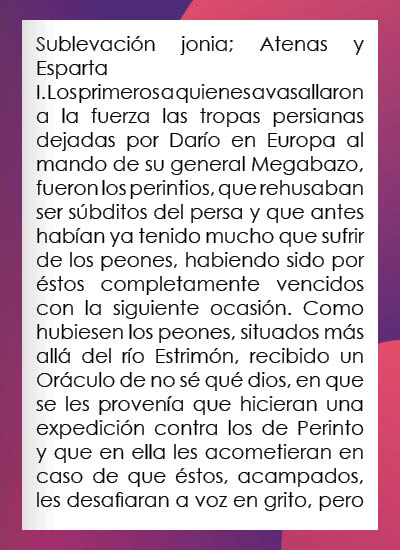 Sublevación jonia; Atenas y
Esparta
I. Los primeros a quienes avasallaron
a la fuerza las tropas persianas
dejadas por Darío en Europa al
mando de su general Megabazo,
fueron los perintios, que rehusaban
ser súbditos del persa y que antes
habían ya tenido mucho que sufrir
de los peones, habiendo sido por
éstos completamente vencidos
con la siguiente ocasión. Como
hubiesen los peones, situados más
allá del río Estrimón, recibido un
Oráculo de no sé qué dios, en que
se les provenía que hicieran una
expedición contra los de Perinto
y que en ella les acometieran en
caso de que éstos, acampados,
les desafiaran a voz en grito, pero